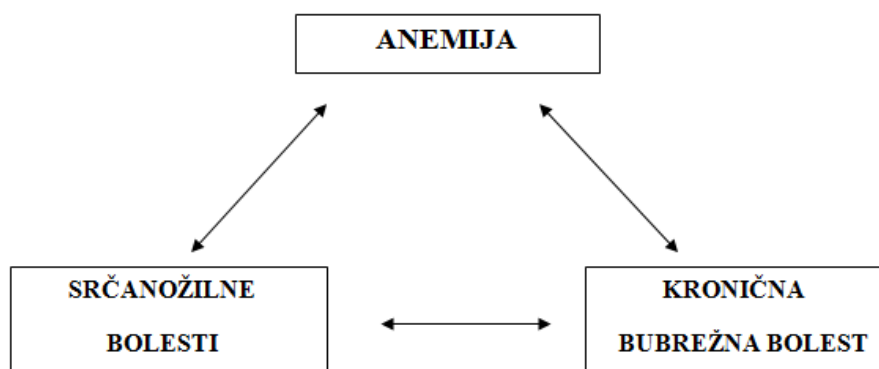 ANEMIJA
SRČANOŽILNE
BOLESTI
KRONIČNA
BUBREŽNA BOLEST